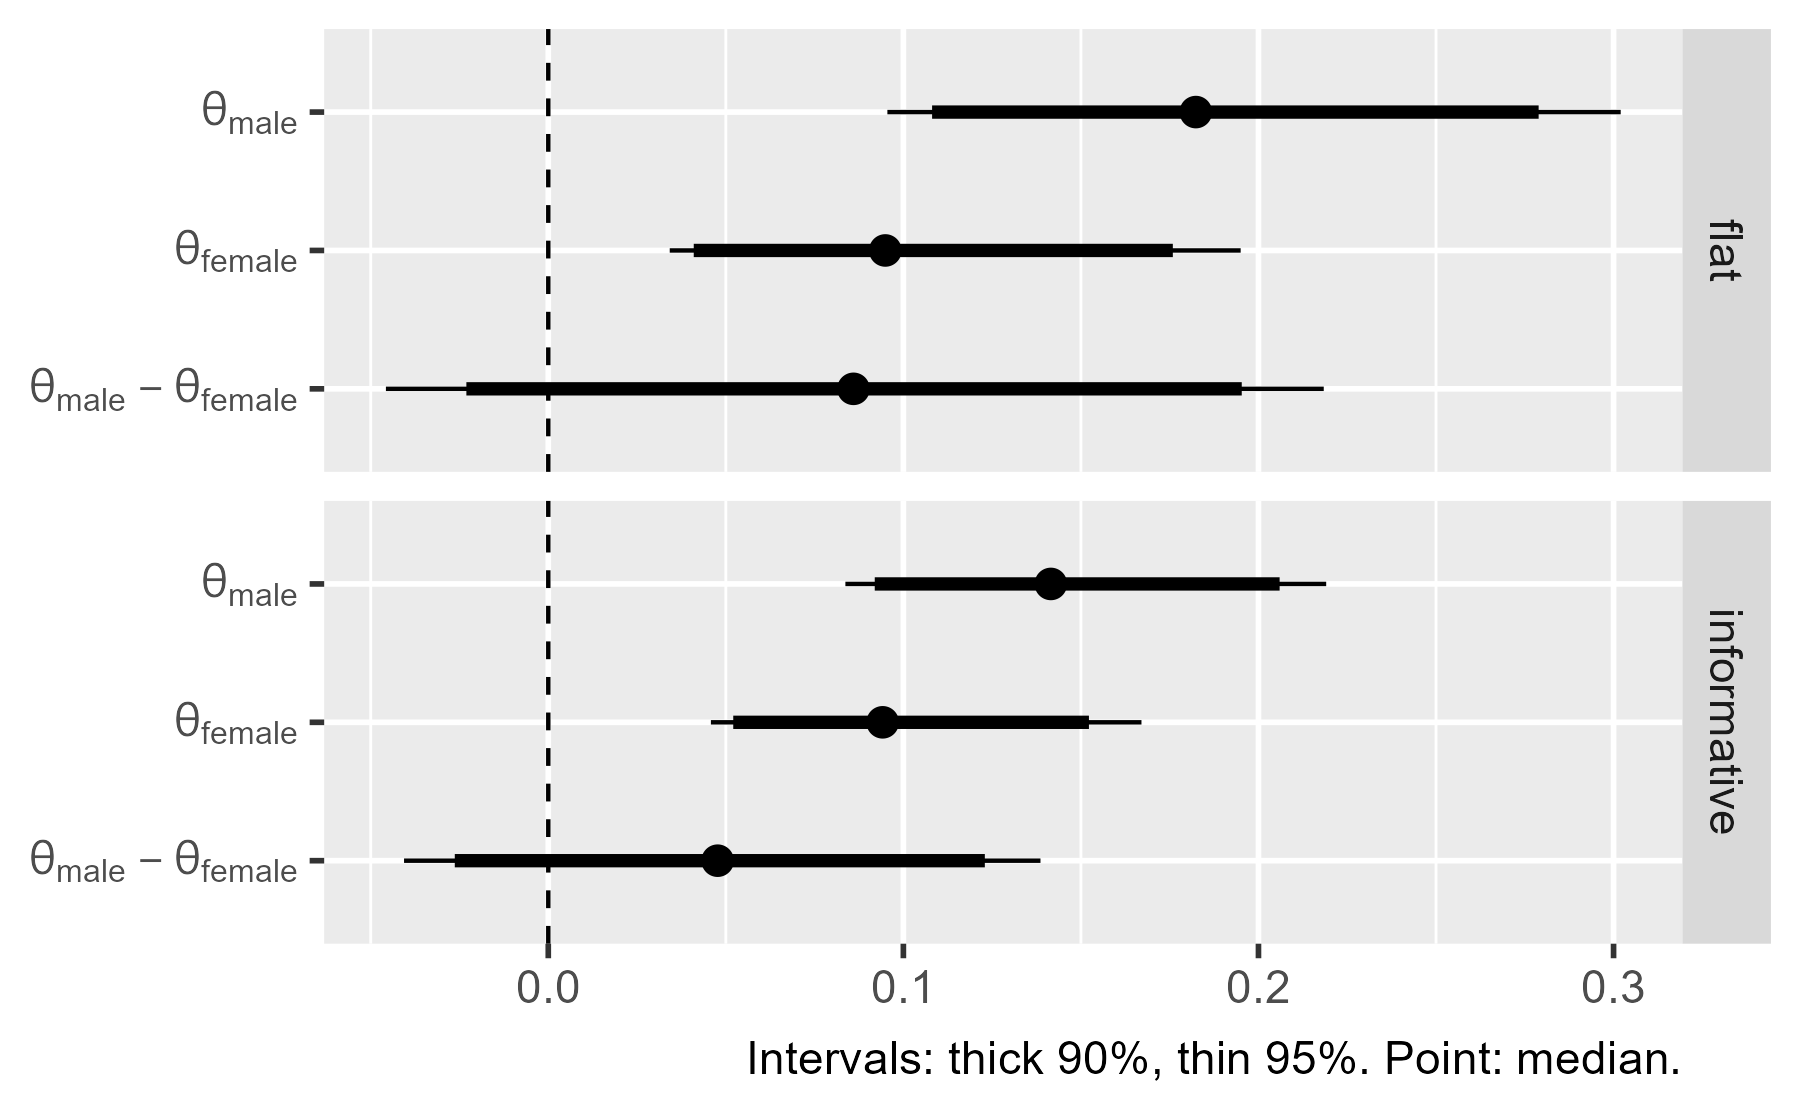 θmale
θfemale
θmale − θfemale
flat
θmale
θfemale
θmale − θfemale
informative
0.0 0.1 0.2 0.3
Intervals: thick 90%, thin 95%. Point: median.